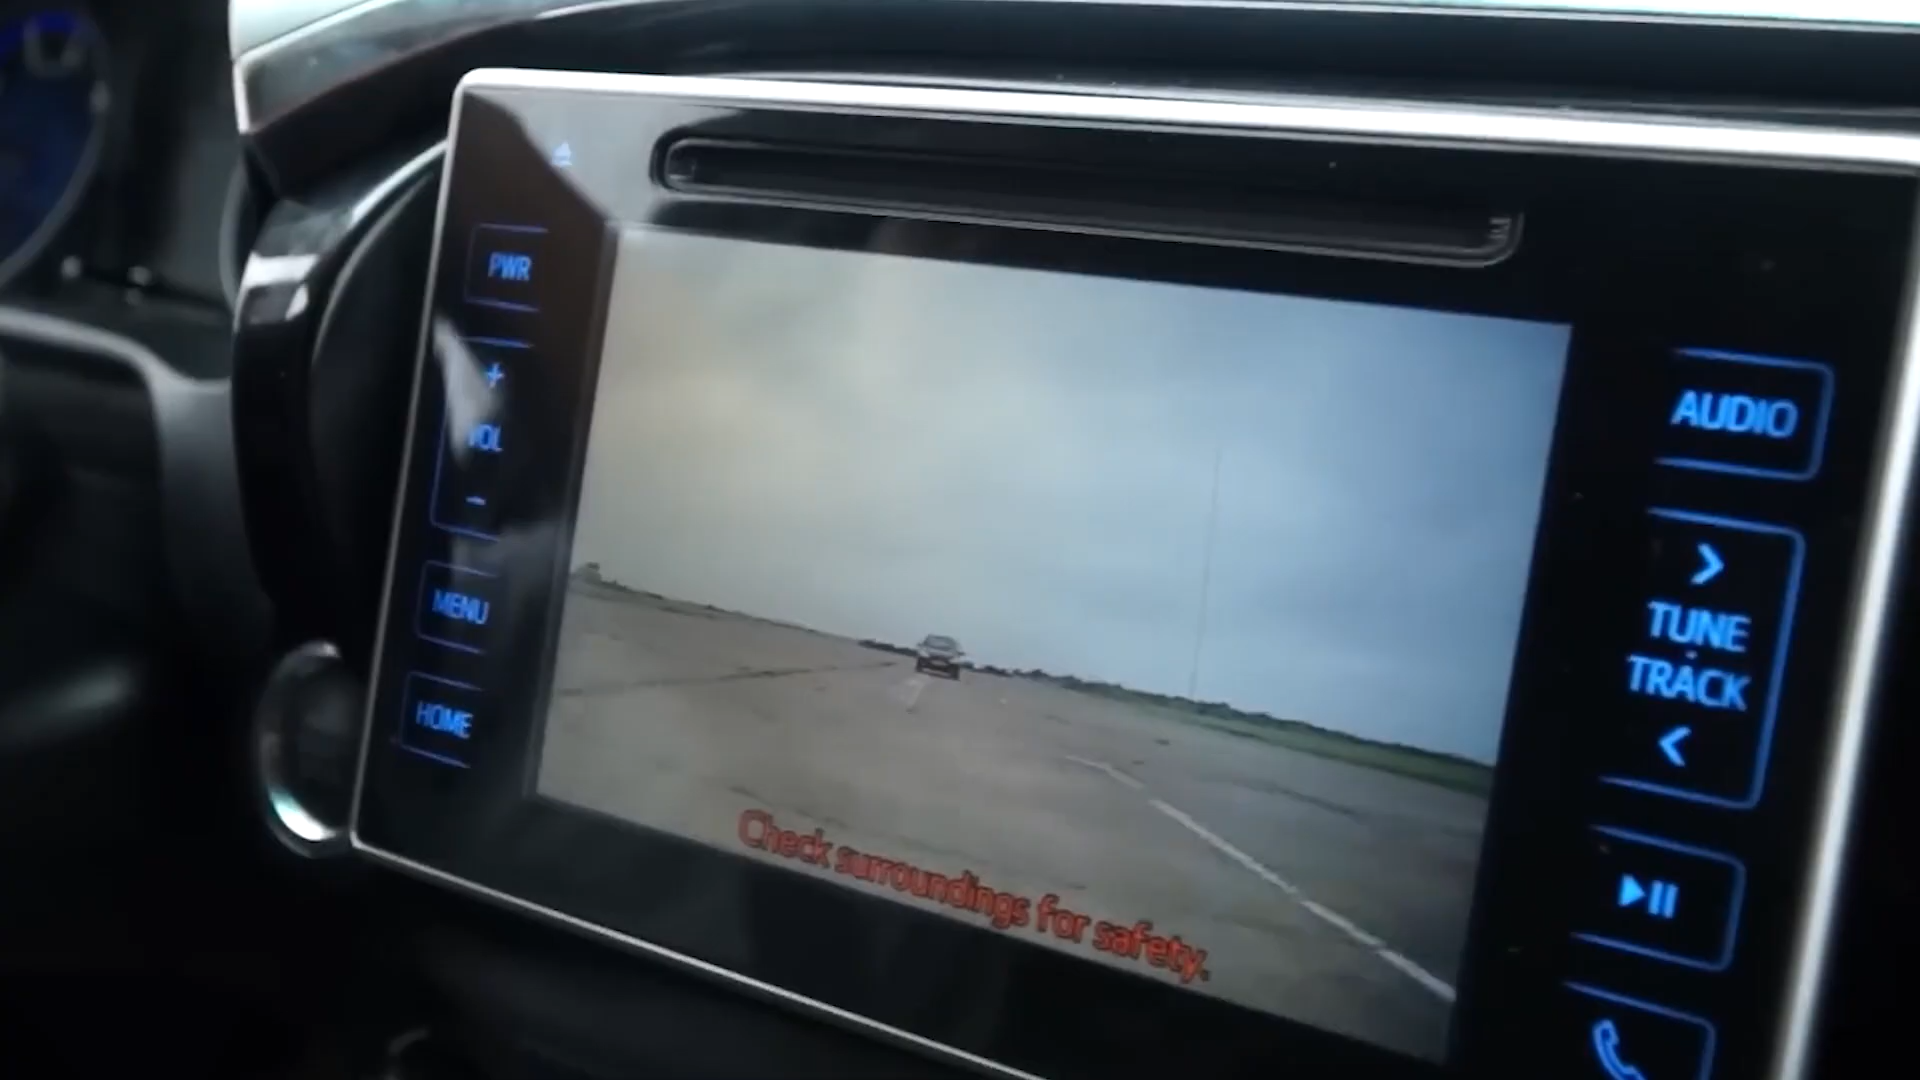 PWR
+
VOL
-
MENU
HOME
Check surroundings for safety.
AUDIO
>
TUNE
TRACK
<